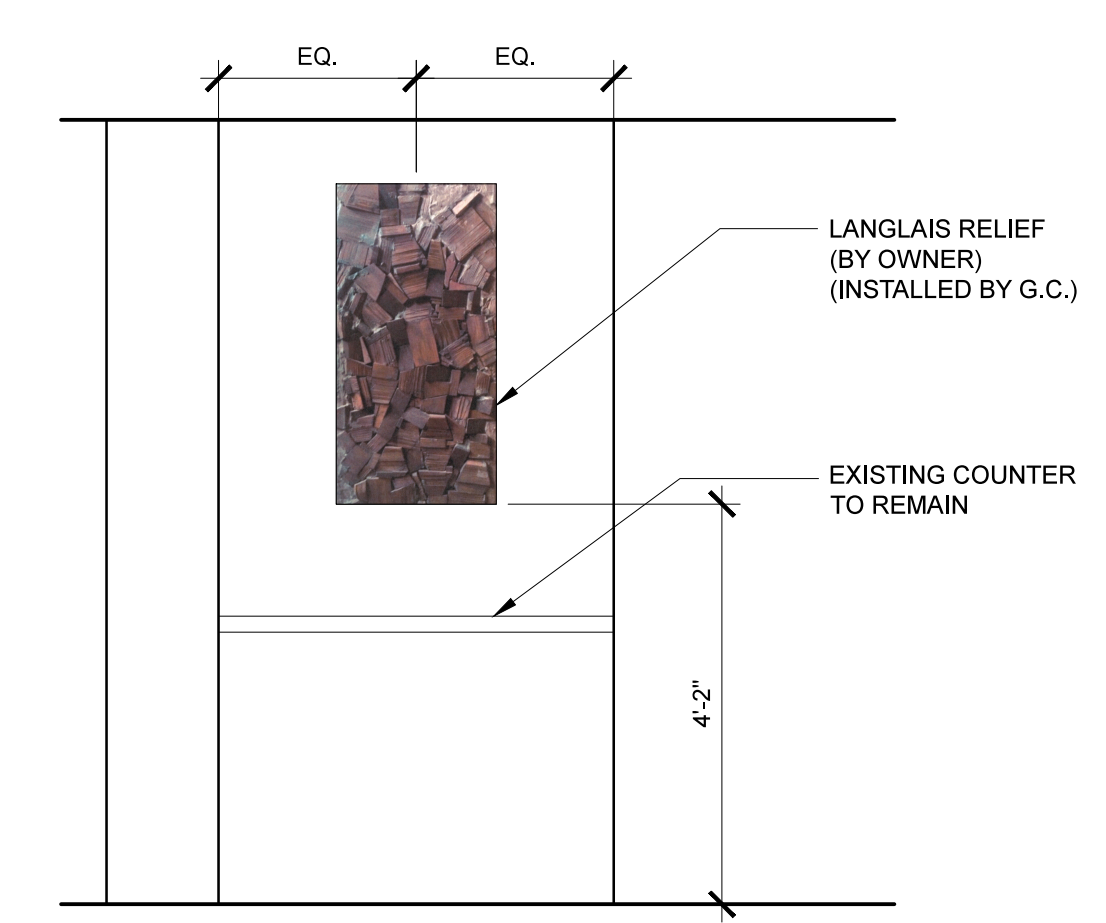 EQ. EQ.
LANGLAIS RELIEF
(BY OWNER)
(INSTALLED BY G.C.)
EXISTING COUNTER
TO REMAIN
4'-2"